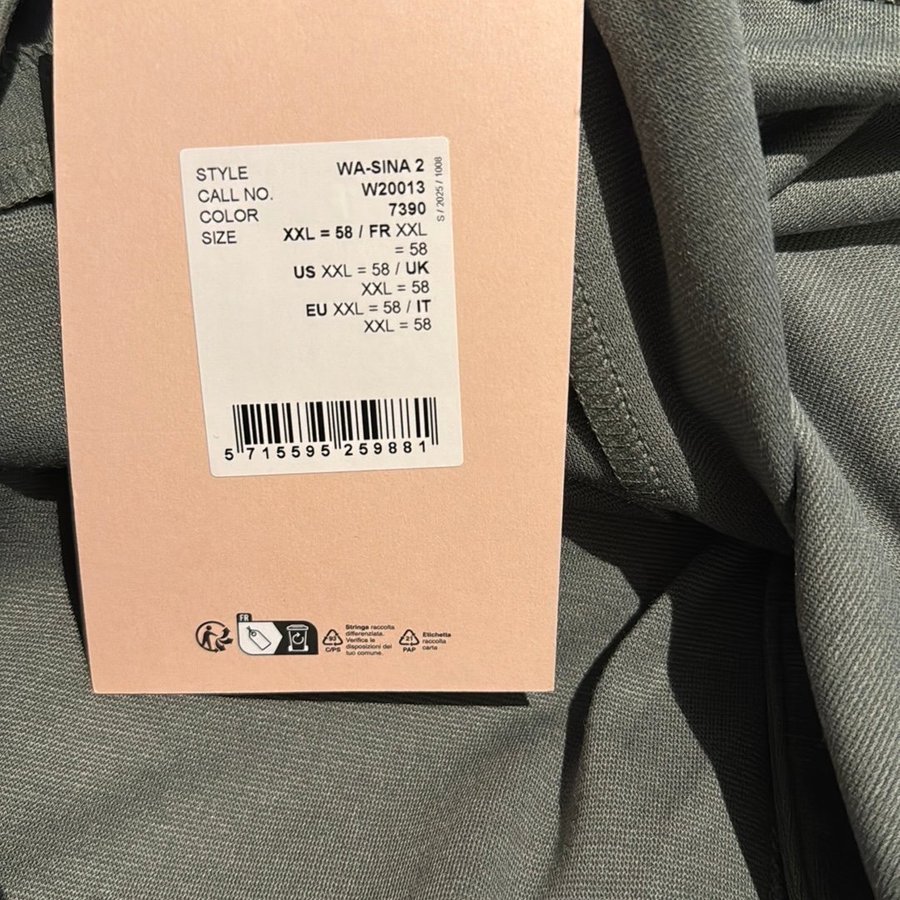 STYLE WA-SINA 2
CALL NO. W20013
COLOR 7390
SIZE XXL = 58 / FR XXL
= 58
US XXL = 58 / UK
XXL = 58
EU XXL = 58 / IT
XXL = 58
S / 2025 / 1008
5 715595 259881
FR
92
C/PS
Stringa raccolta
differenziata.
Verifica le
disposizioni del
tuo comune.
21
PAP
Etichetta
raccolta
carta